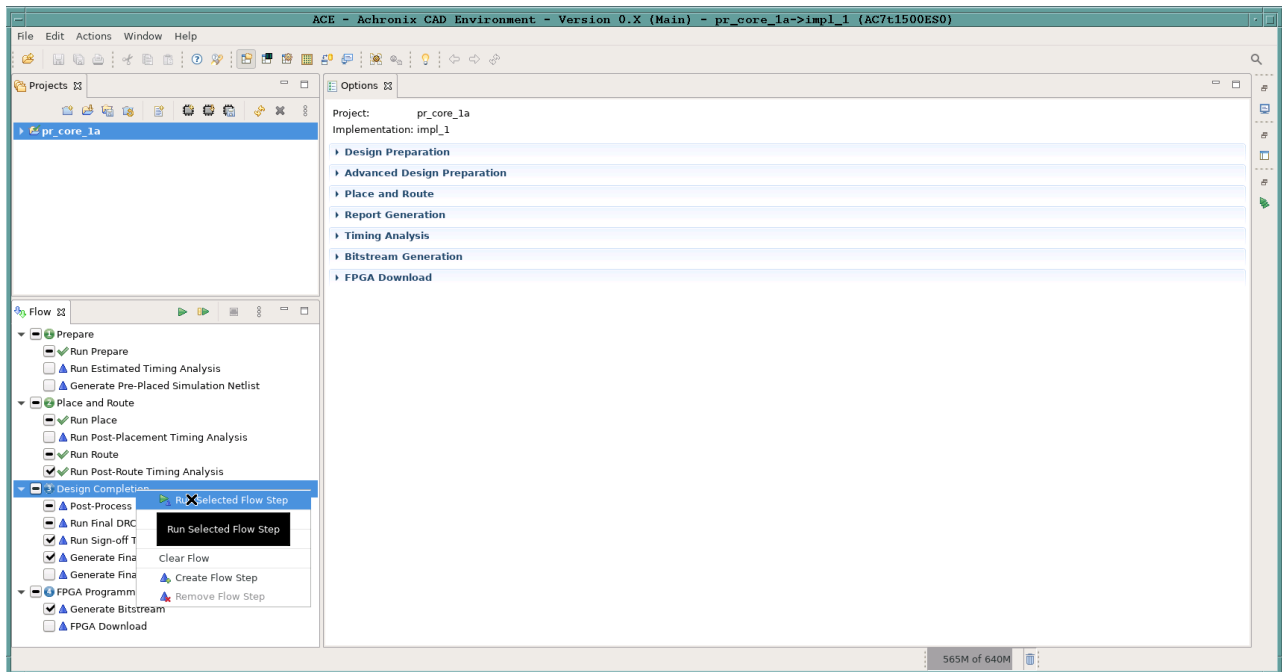 ACE - Achronix CAD Environment - Version 0.X (Main) - pr_core_1a->impl_1 (AC7t1500ES0)
File Edit Actions Window Help
Projects
pr_core_1a
Options
Project: pr_core_1a
Implementation: impl_1
Design Preparation
Advanced Design Preparation
Place and Route
Report Generation
Timing Analysis
Bitstream Generation
FPGA Download
Flow
1 Prepare
Run Prepare
Run Estimated Timing Analysis
Generate Pre-Placed Simulation Netlist
2 Place and Route
Run Place
Run Post-Placement Timing Analysis
Run Route
Run Post-Route Timing Analysis
3 Design Completion
Post-Process
Run Final DRC
Run Sign-off T
Generate Fina
Generate Fina
4 FPGA Programm
Generate Bitstream
FPGA Download
Run Selected Flow Step
Run Selected Flow Step
Clear Flow
Create Flow Step
Remove Flow Step
565M of 640M